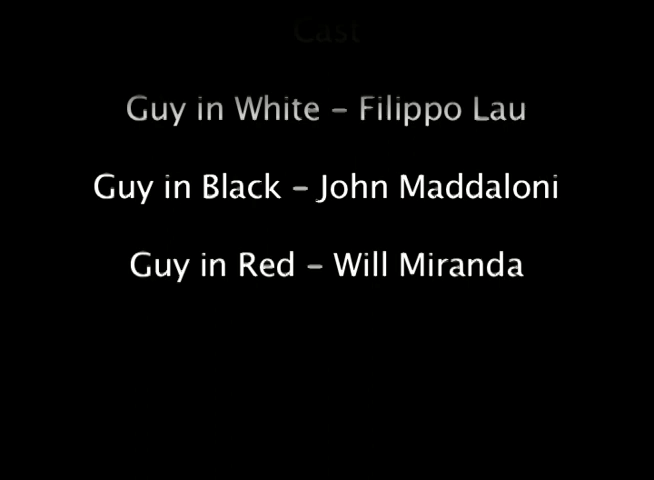 Cast
Guy in White – Filippo Lau
Guy in Black – John Maddaloni
Guy in Red – Will Miranda